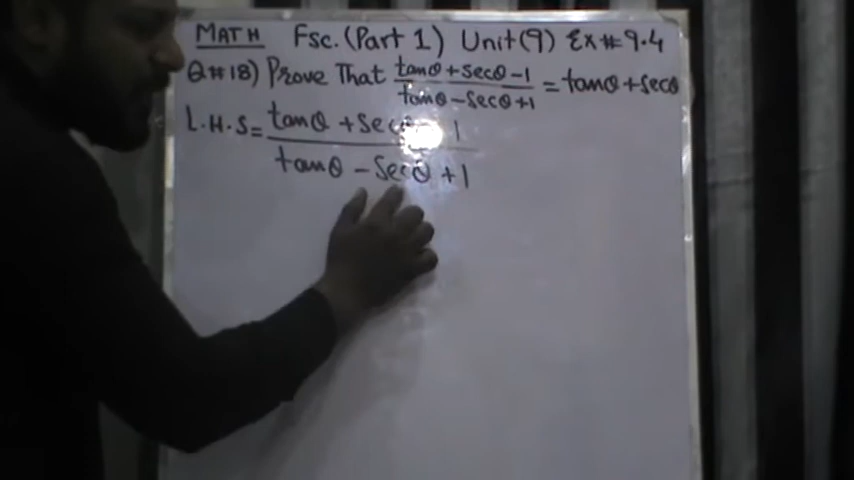 MATH FSc. (Part 1) Unit (9) Ex # 9.4
Q#18) Prove That tanθ + secθ - 1 / tanθ - secθ + 1 = tanθ + secθ
L.H.S = tanθ + sec 1 / tanθ - secθ + 1